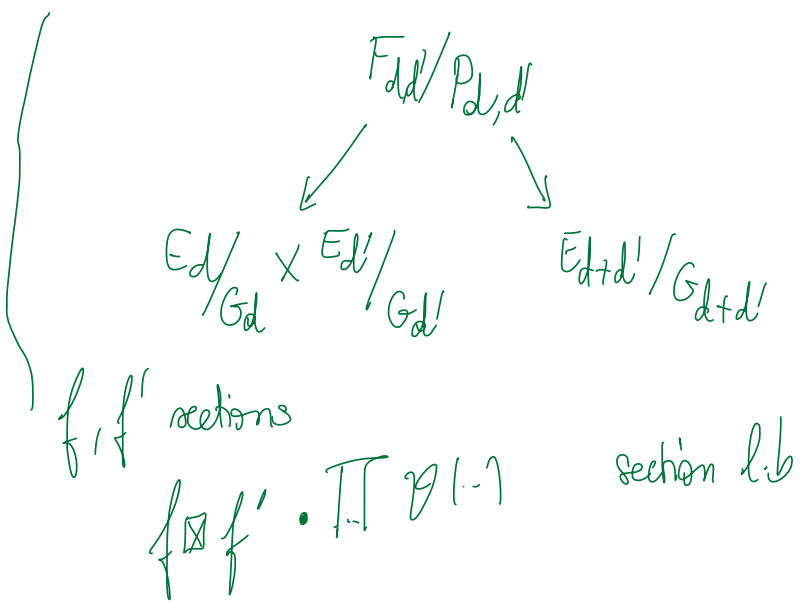 F_{d,d'}/P_{d,d'}
E_d/G_d × E_{d'}/G_{d'}   E_{d+d'}/G_{d+d'}
f, f' sections
section l.b
f ⊠ f' · ∏ ϑ(...)